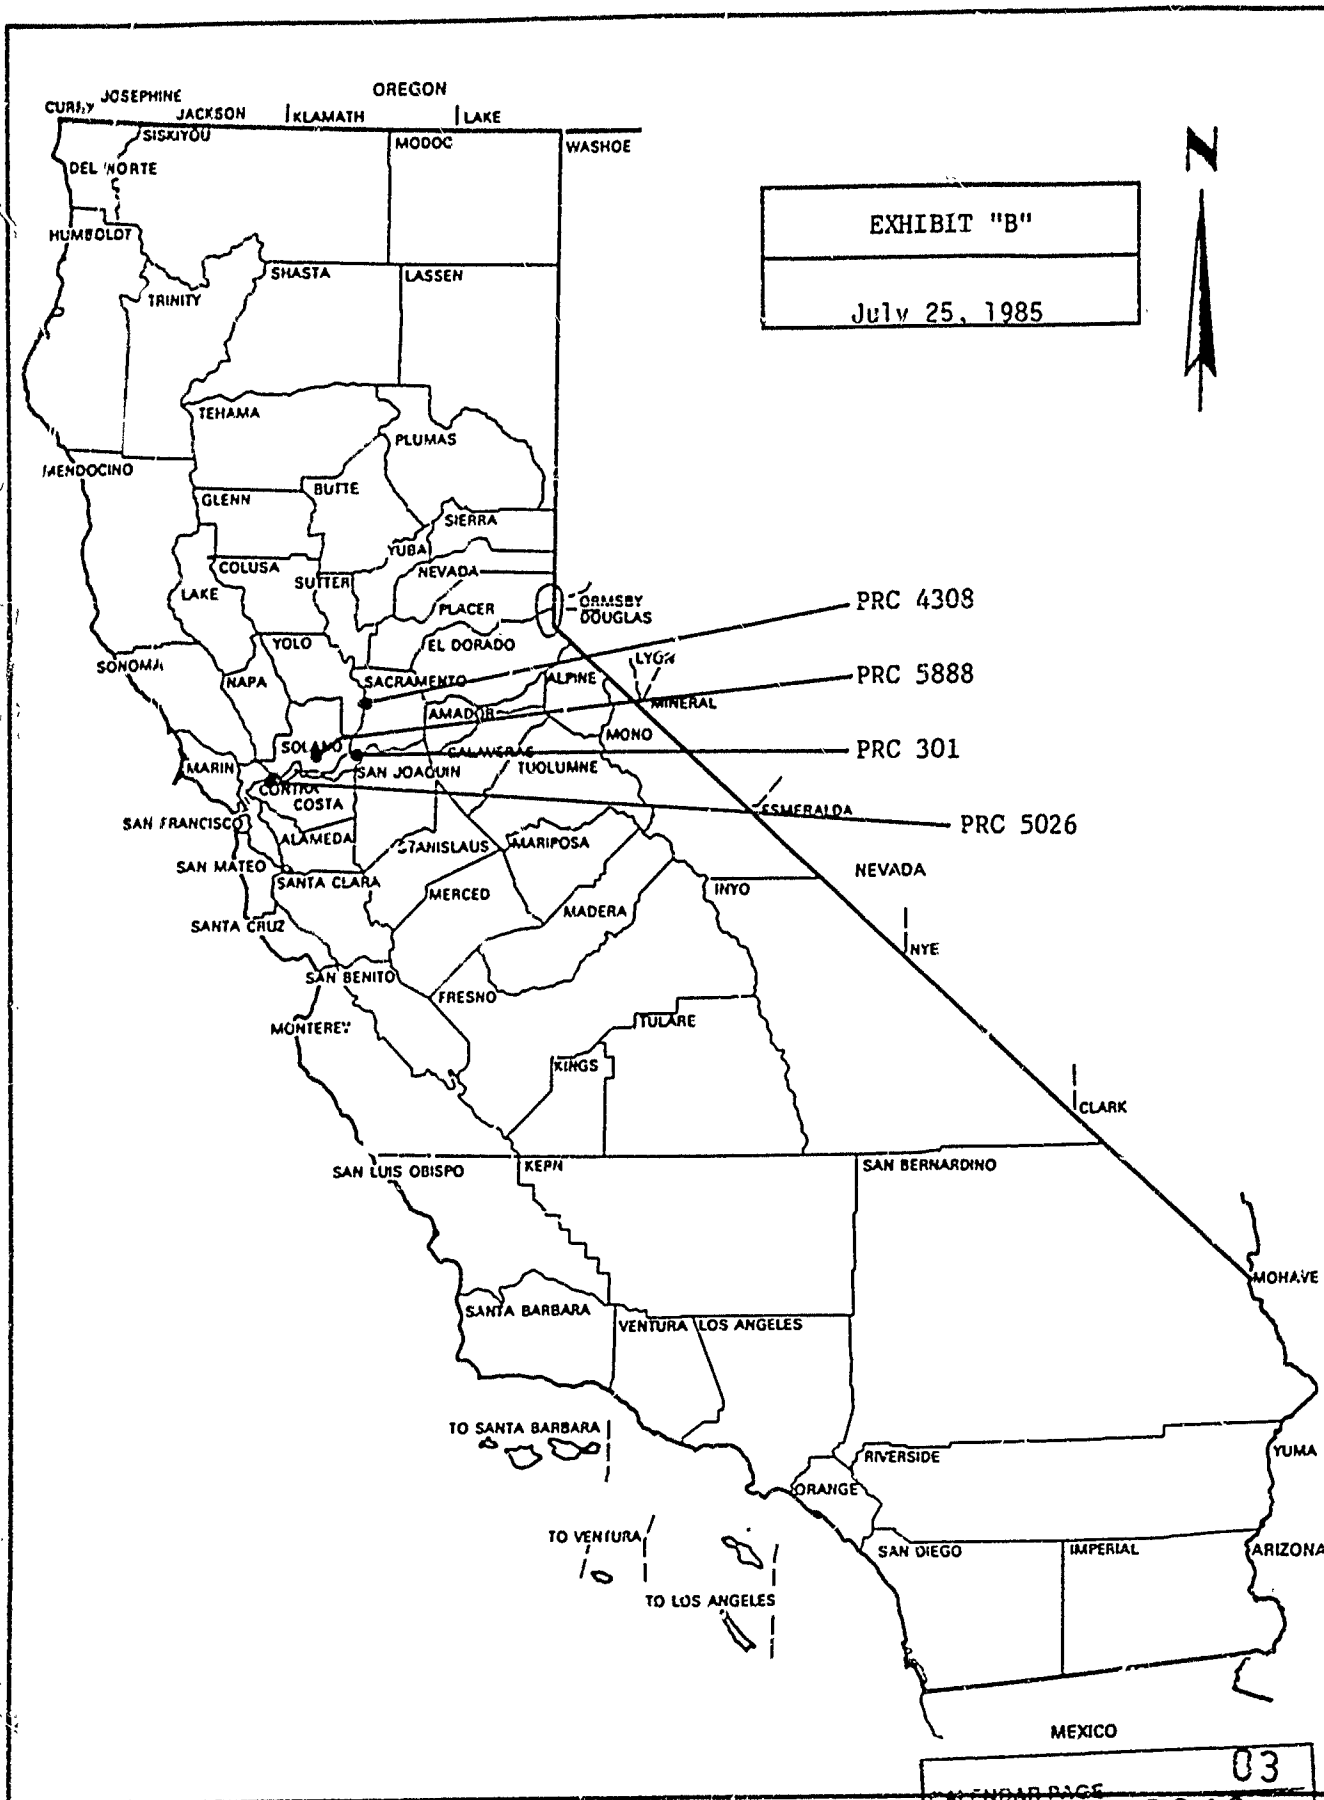 OREGON
JOSEPHINE
CURRY
JACKSON
KLAMATH
LAKE
SISKIYOU
MODOC
WASHOE
N
DEL NORTE
EXHIBIT "B"
HUMBOLDT
SHASTA
LASSEN
TRINITY
July 25, 1985
TEHAMA
PLUMAS
MENDOCINO
GLENN
BUTTE
SIERRA
YUBA
COLUSA
SUTTER
NEVADA
LAKE
PLACER
ORMSBY
DOUGLAS
PRC 4308
YOLO
EL DORADO
SONOMA
NAPA
SACRAMENTO
ALPINE
LYON
PRC 5888
AMADOR
MINERAL
SOLANO
MONO
CALAVERAS
PRC 301
MARIN
SAN JOAQUIN
TUOLUMNE
CONTRA
COSTA
ESMERALDA
PRC 5026
SAN FRANCISCO
ALAMEDA
STANISLAUS
MARIPOSA
SAN MATEO
SANTA CLARA
MERCED
INYO
NEVADA
MADERA
SANTA CRUZ
NYE
SAN BENITO
FRESNO
MONTEREY
TULARE
KINGS
CLARK
SAN LUIS OBISPO
KEPN
SAN BERNARDINO
MOHAVE
SANTA BARBARA
VENTURA
LOS ANGELES
TO SANTA BARBARA
RIVERSIDE
YUMA
ORANGE
TO VENTURA
SAN DIEGO
IMPERIAL
ARIZONA
TO LOS ANGELES
MEXICO
03
CALENDAR PAGE